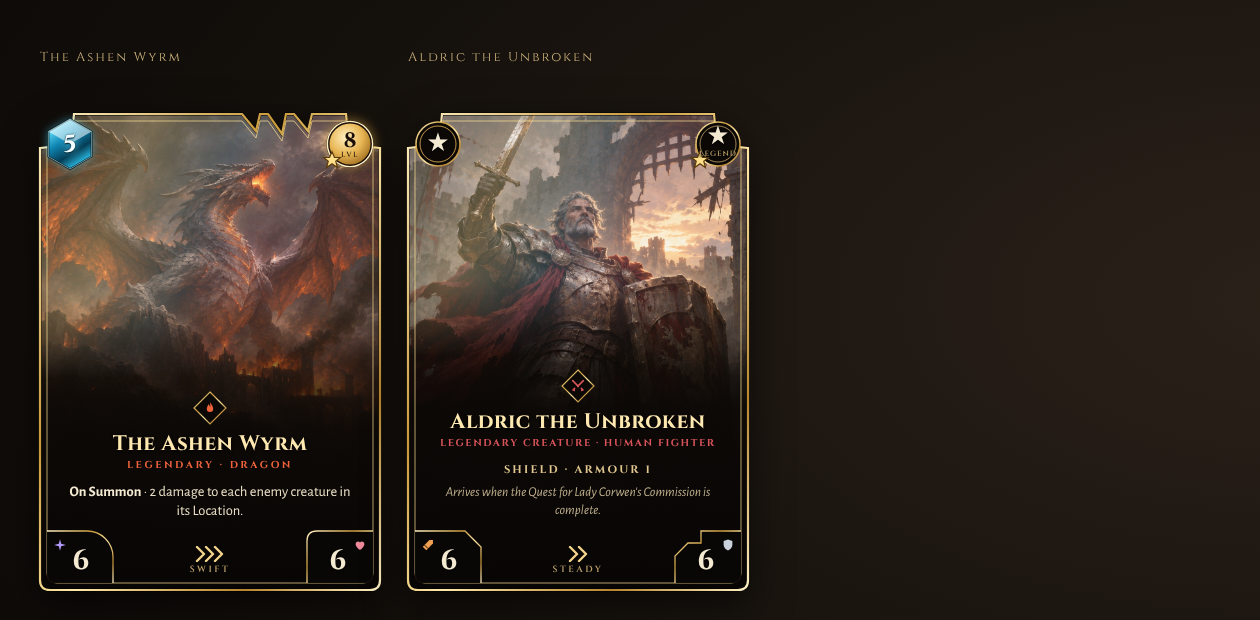 The Ashen Wyrm
Aldric the Unbroken
5
8
LVL
LEGEND
The Ashen Wyrm
LEGENDARY · DRAGON
On Summon · 2 damage to each enemy creature in
its Location.
6
SWIFT
6
Aldric the Unbroken
LEGENDARY CREATURE · HUMAN FIGHTER
SHIELD · ARMOUR 1
Arrives when the Quest for Lady Corwen's Commission is
complete.
6
STEADY
6